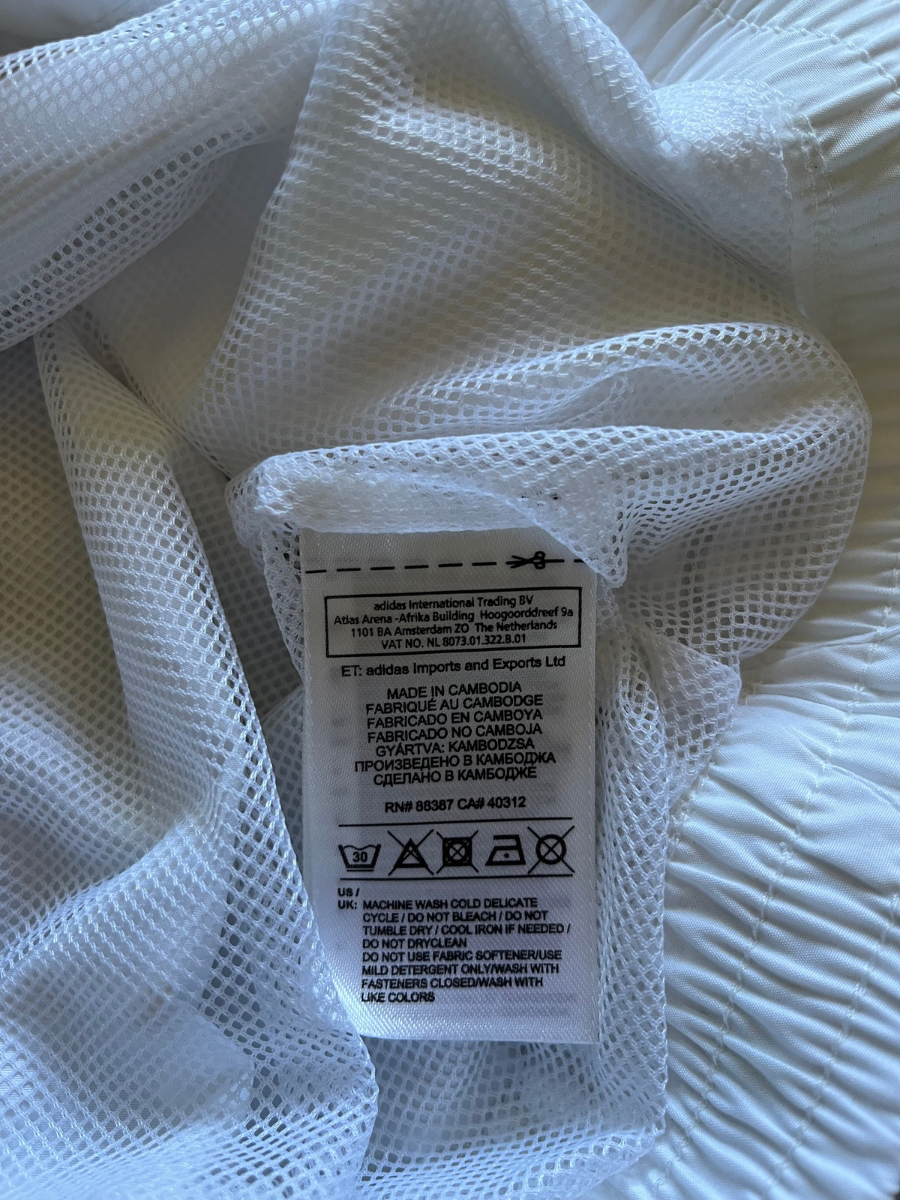 adidas International Trading BV
Atlas Arena -Afrika Building Hoogoorddreef 9a
1101 BA Amsterdam ZO The Netherlands
VAT NO. NL 8073.01.322.B.01
ET: adidas Imports and Exports Ltd
MADE IN CAMBODIA
FABRIQUÉ AU CAMBODGE
FABRICADO EN CAMBOYA
FABRICADO NO CAMBOJA
GYÁRTVA: KAMBODZSA
ПРОИЗВЕДЕНО В КАМБОДЖА
СДЕЛАНО В КАМБОДЖЕ
RN# 88387 CA# 40312
30
US /
UK: MACHINE WASH COLD DELICATE
CYCLE / DO NOT BLEACH / DO NOT
TUMBLE DRY / COOL IRON IF NEEDED /
DO NOT DRYCLEAN
DO NOT USE FABRIC SOFTENER/USE
MILD DETERGENT ONLY/WASH WITH
FASTENERS CLOSED/WASH WITH
LIKE COLORS